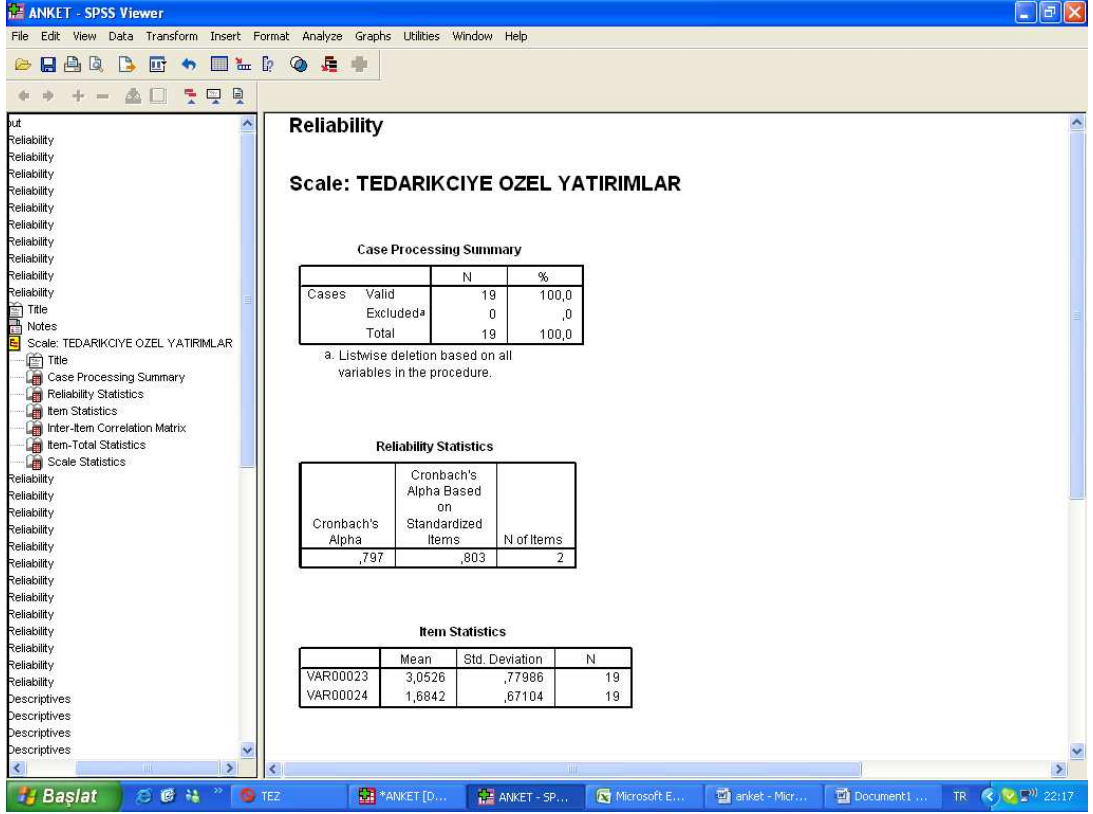 ANKET - SPSS Viewer
File Edit View Data Transform Insert Format Analyze Graphs Utilities Window Help
put
Reliability
Reliability
Reliability
Reliability
Reliability
Reliability
Reliability
Reliability
Reliability
Reliability
Title
Notes
Scale: TEDARIKCIYE OZEL YATIRIMLAR
Title
Case Processing Summary
Reliability Statistics
Item Statistics
Inter-Item Correlation Matrix
Item-Total Statistics
Scale Statistics
Reliability
Reliability
Reliability
Reliability
Reliability
Reliability
Reliability
Reliability
Reliability
Reliability
Reliability
Reliability
Reliability
Descriptives
Descriptives
Descriptives
Descriptives
Reliability
Scale: TEDARIKCIYE OZEL YATIRIMLAR
Case Processing Summary
N %
Cases Valid 19 100,0
Excludedª 0 ,0
Total 19 100,0
a. Listwise deletion based on all
variables in the procedure.
Reliability Statistics
Cronbach's Alpha Cronbach's Alpha Based on Standardized Items N of Items
,797 ,803 2
Item Statistics
Mean Std. Deviation N
VAR00023 3,0526 ,77986 19
VAR00024 1,6842 ,67104 19
Başlat TEZ *ANKET [D... ANKET - SP... Microsoft E... anket - Micr... Document1 ... TR 22:17